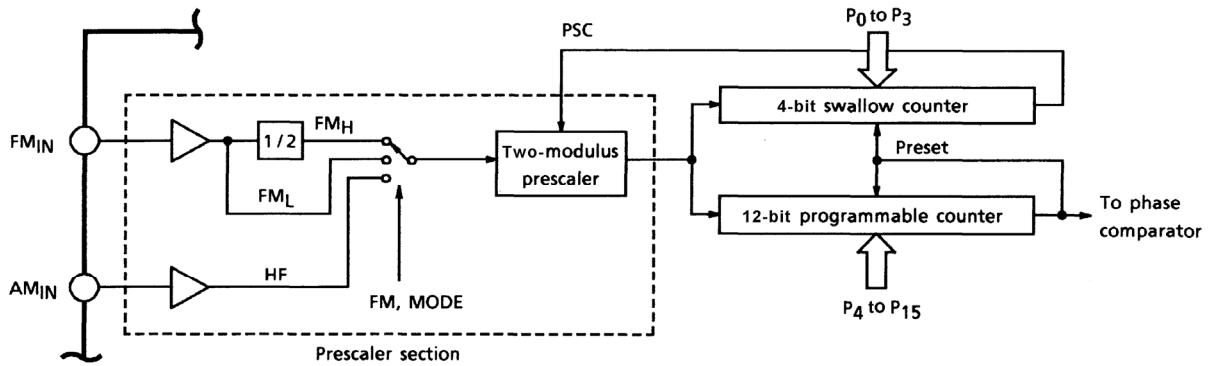 P0 to P3
PSC
4-bit swallow counter
FMIN
1 / 2
FMH
Two-modulus
prescaler
Preset
FML
12-bit programmable counter
To phase
comparator
AMIN
HF
FM, MODE
P4 to P15
Prescaler section